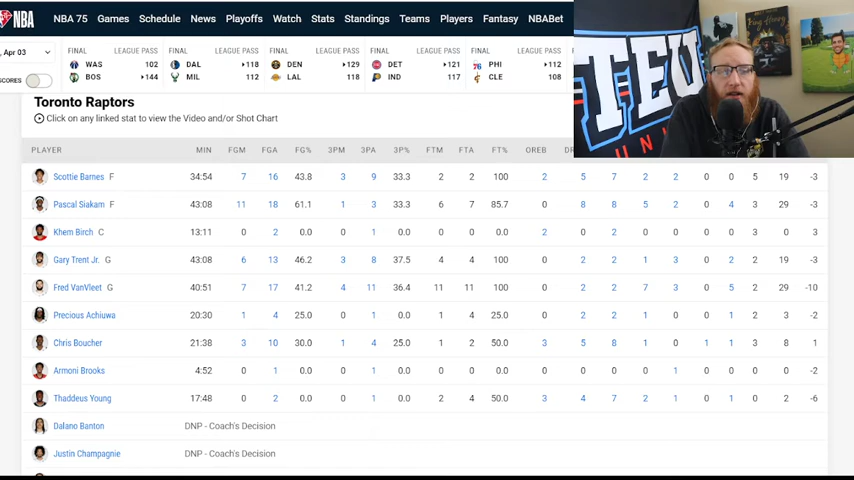 NBA NBA 75 Games Schedule News Playoffs Watch Stats Standings Teams Players Fantasy NBABet
, Apr 03
SCORES
FINAL LEAGUE PASS
WAS 102
BOS 144
FINAL LEAGUE PASS
DAL 118
MIL 112
FINAL LEAGUE PASS
DEN 129
LAL 118
FINAL LEAGUE PASS
DET 121
IND 117
FINAL LEAGUE PASS
PHI 112
CLE 108
TEU
UNI
Toronto Raptors
Click on any linked stat to view the Video and/or Shot Chart
PLAYER MIN FGM FGA FG% 3PM 3PA 3P% FTM FTA FT% OREB DR
Scottie Barnes F 34:54 7 16 43.8 3 9 33.3 2 2 100 2 5 7 2 2 0 0 5 19 -3
Pascal Siakam F 43:08 11 18 61.1 1 3 33.3 6 7 85.7 0 8 8 5 2 0 4 3 29 -3
Khem Birch C 13:11 0 2 0.0 0 1 0.0 0 0 0.0 2 0 2 0 0 0 0 3 0 3
Gary Trent Jr. G 43:08 6 13 46.2 3 8 37.5 4 4 100 0 2 2 1 3 0 2 2 19 -3
Fred VanVleet G 40:51 7 17 41.2 4 11 36.4 11 11 100 0 2 2 7 3 0 5 2 29 -10
Precious Achiuwa 20:30 1 4 25.0 0 1 0.0 1 4 25.0 0 2 2 1 0 0 1 2 3 -2
Chris Boucher 21:38 3 10 30.0 1 4 25.0 1 2 50.0 3 5 8 1 0 1 1 3 8 1
Armoni Brooks 4:52 0 1 0.0 0 1 0.0 0 0 0.0 0 0 0 0 1 0 0 0 0 -2
Thaddeus Young 17:48 0 2 0.0 0 1 0.0 2 4 50.0 3 4 7 2 1 0 1 0 2 -6
Dalano Banton DNP - Coach's Decision
Justin Champagnie DNP - Coach's Decision